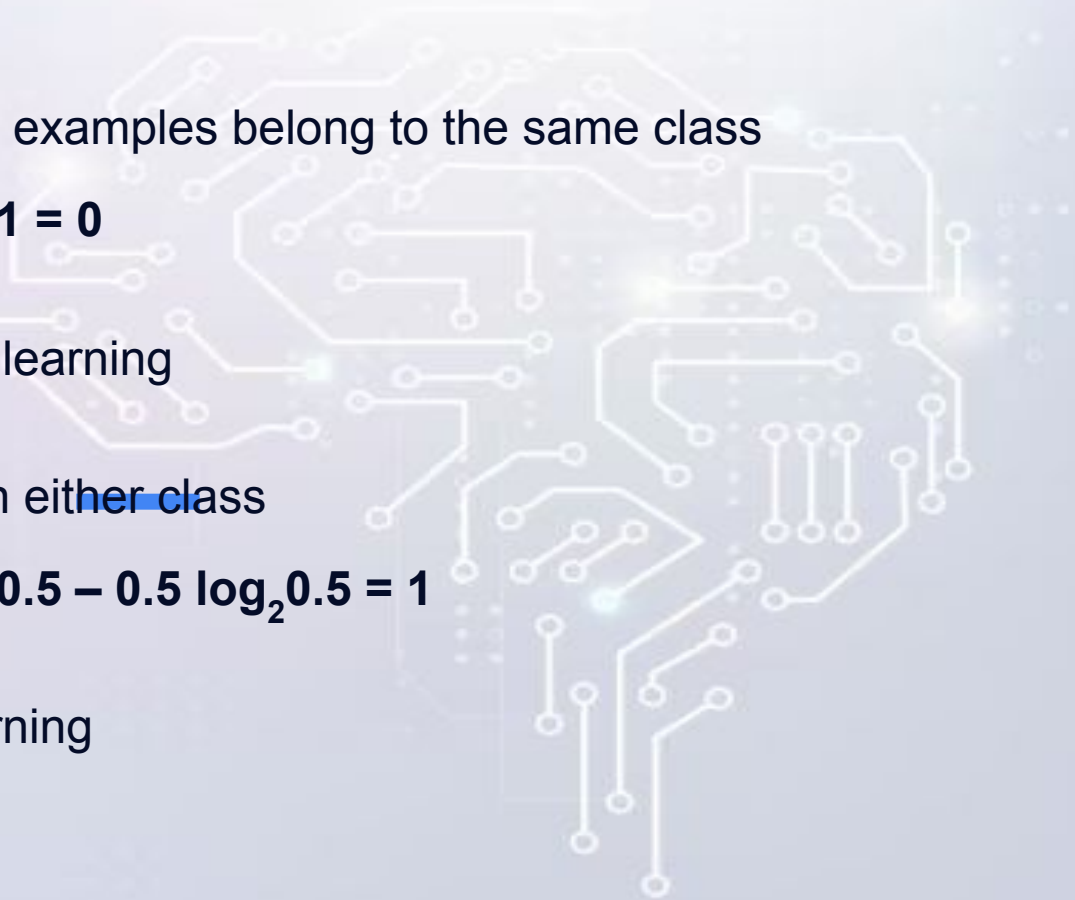 examples belong to the same class
1 = 0
learning
either class
0.5 – 0.5 log₂0.5 = 1
rning